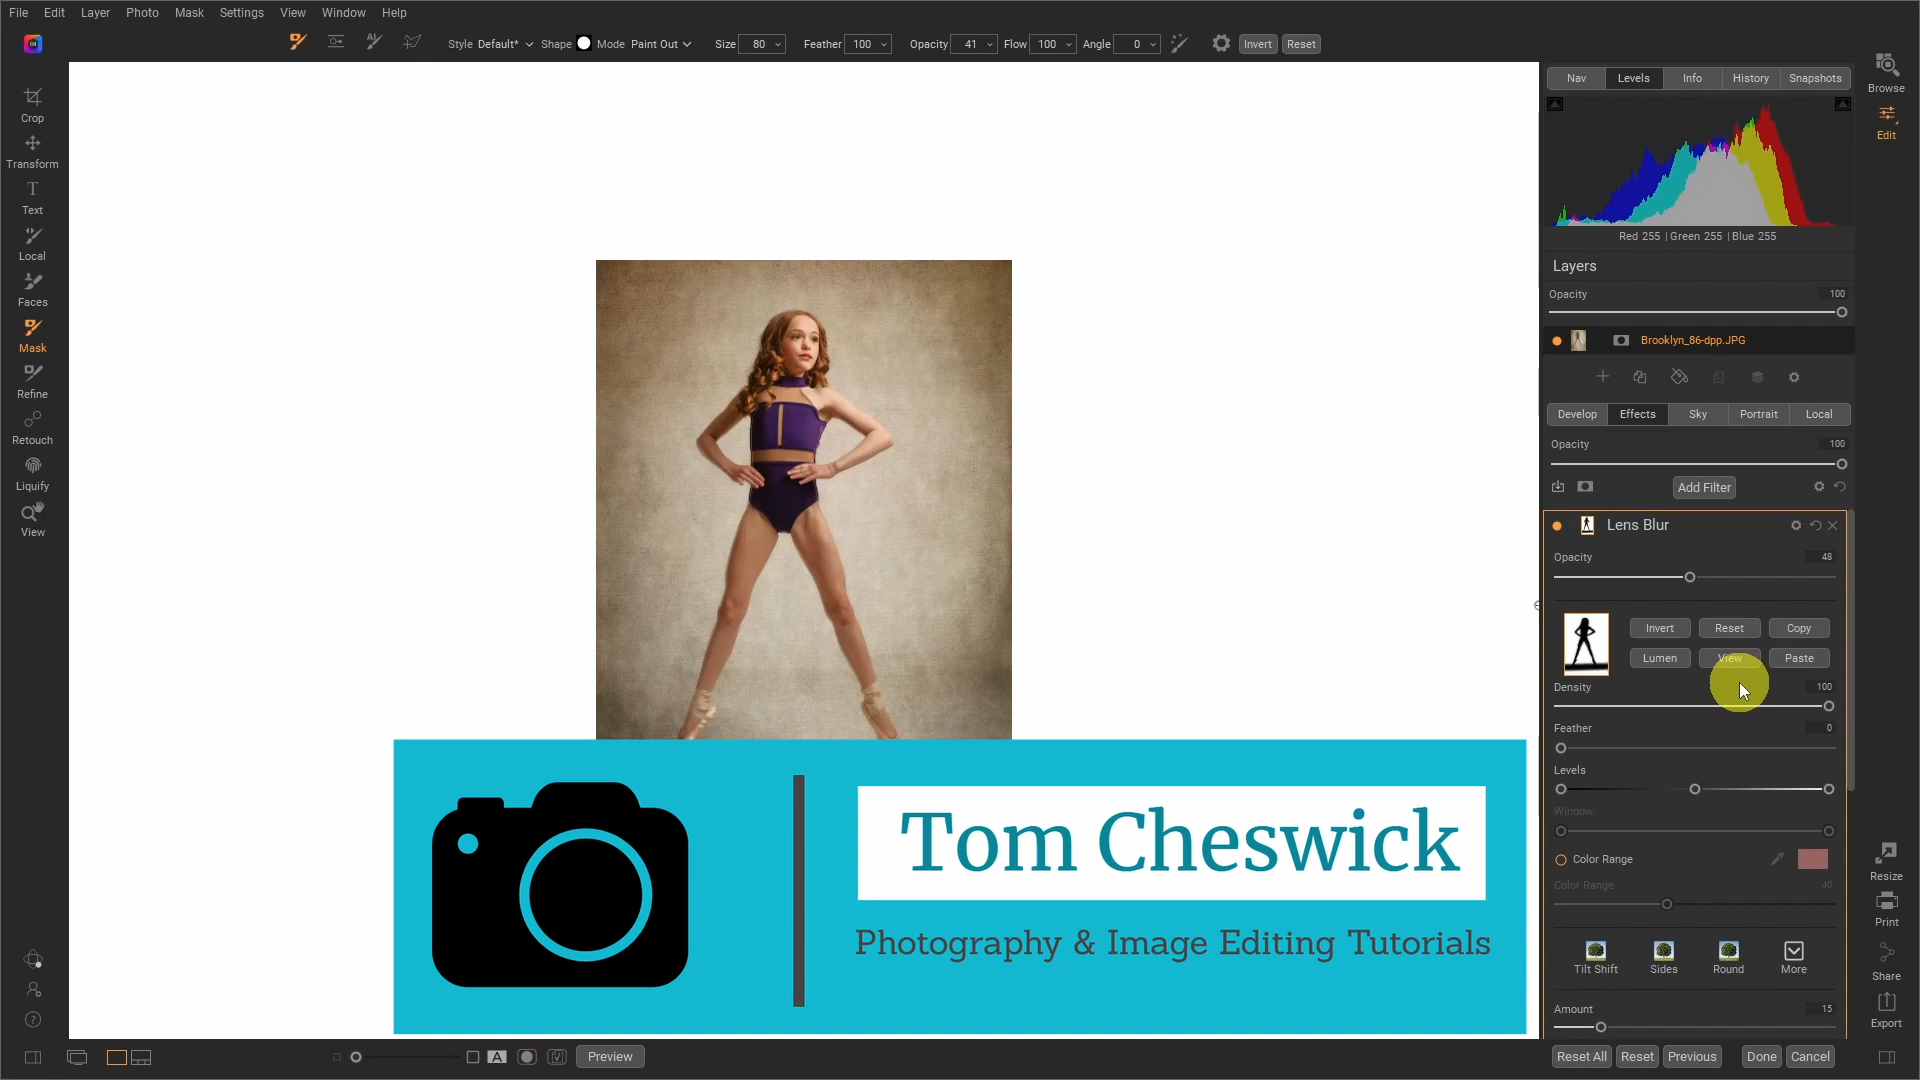 File Edit Layer Photo Mask Settings View Window Help
Style Default* Shape Mode Paint Out Size 80 Feather 100 Opacity 41 Flow 100 Angle 0 Invert Reset
Crop
Transform
Text
Local
Faces
Mask
Refine
Retouch
Liquify
View
Nav Levels Info History Snapshots
Red 255 | Green 255 | Blue 255
Layers
Opacity 100
Brooklyn_86-dpp.JPG
Develop Effects Sky Portrait Local
Opacity 100
Add Filter
Lens Blur
Opacity 48
Invert Reset Copy
Lumen View Paste
Density 100
Feather 0
Levels
Window
Color Range
Color Range 40
Tilt Shift Sides Round More
Amount 15
Browse
Edit
Resize
Print
Share
Export
Tom Cheswick
Photography & Image Editing Tutorials
A Preview
Reset All Reset Previous Done Cancel